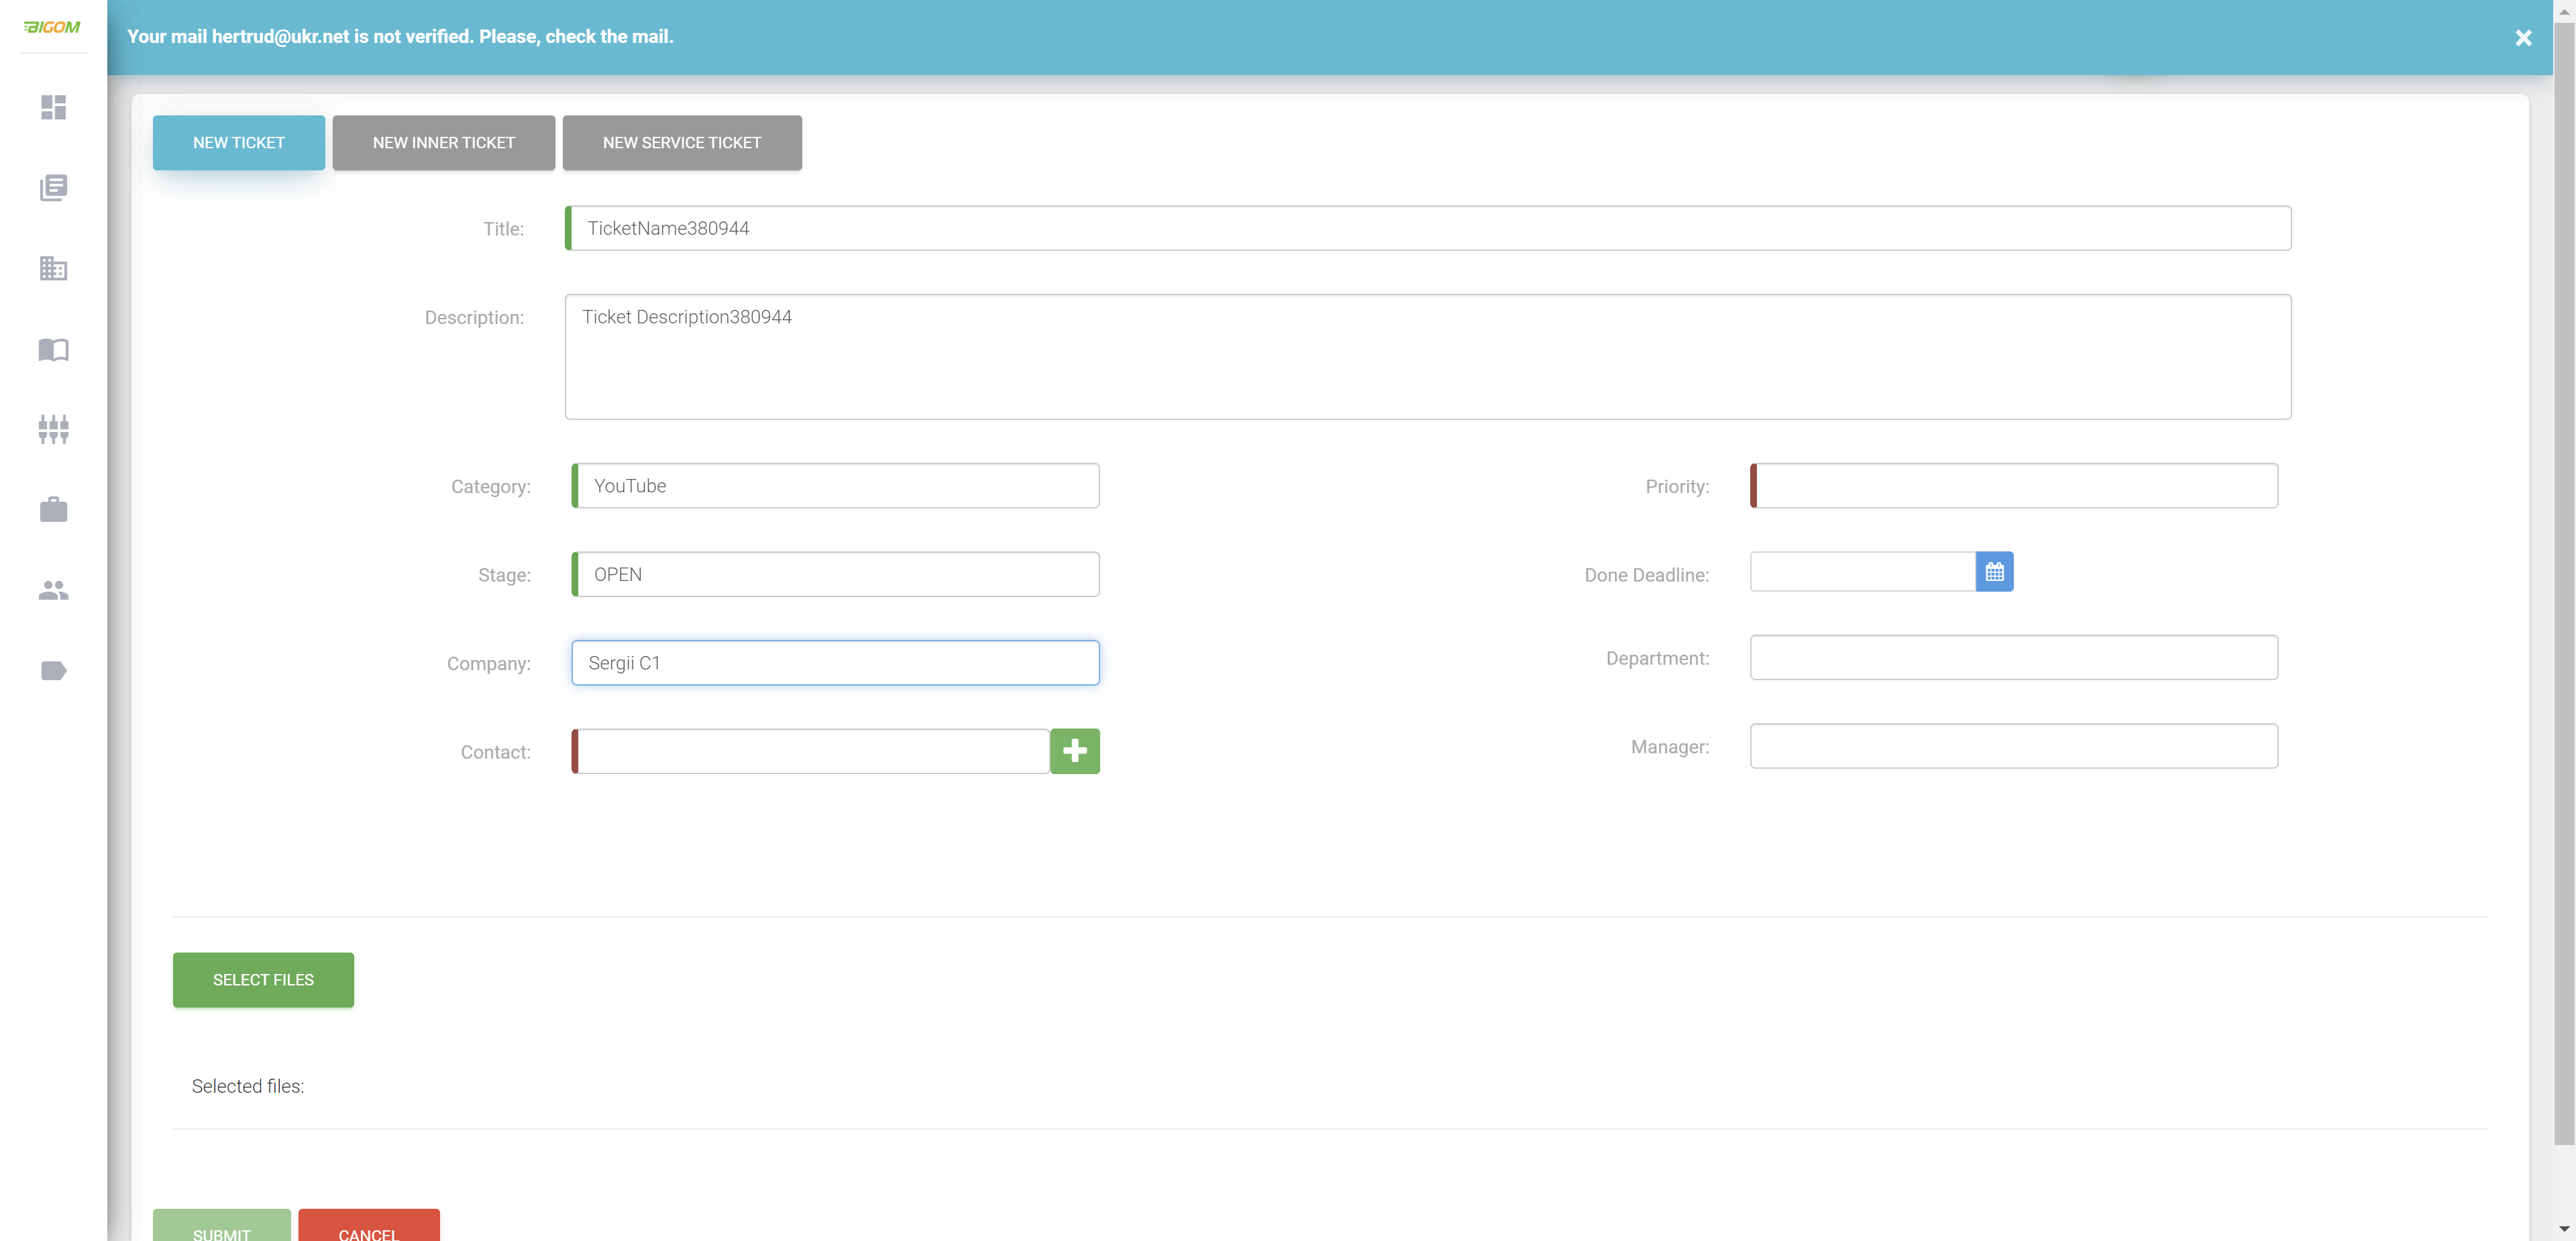 BIGOM
Your mail hertrud@ukr.net is not verified. Please, check the mail.
NEW TICKET
NEW INNER TICKET
NEW SERVICE TICKET
Title:
TicketName380944
Description:
Ticket Description380944
Category:
YouTube
Priority:
Stage:
OPEN
Done Deadline:
Company:
Sergii C1
Department:
Contact:
Manager:
SELECT FILES
Selected files:
SUBMIT
CANCEL